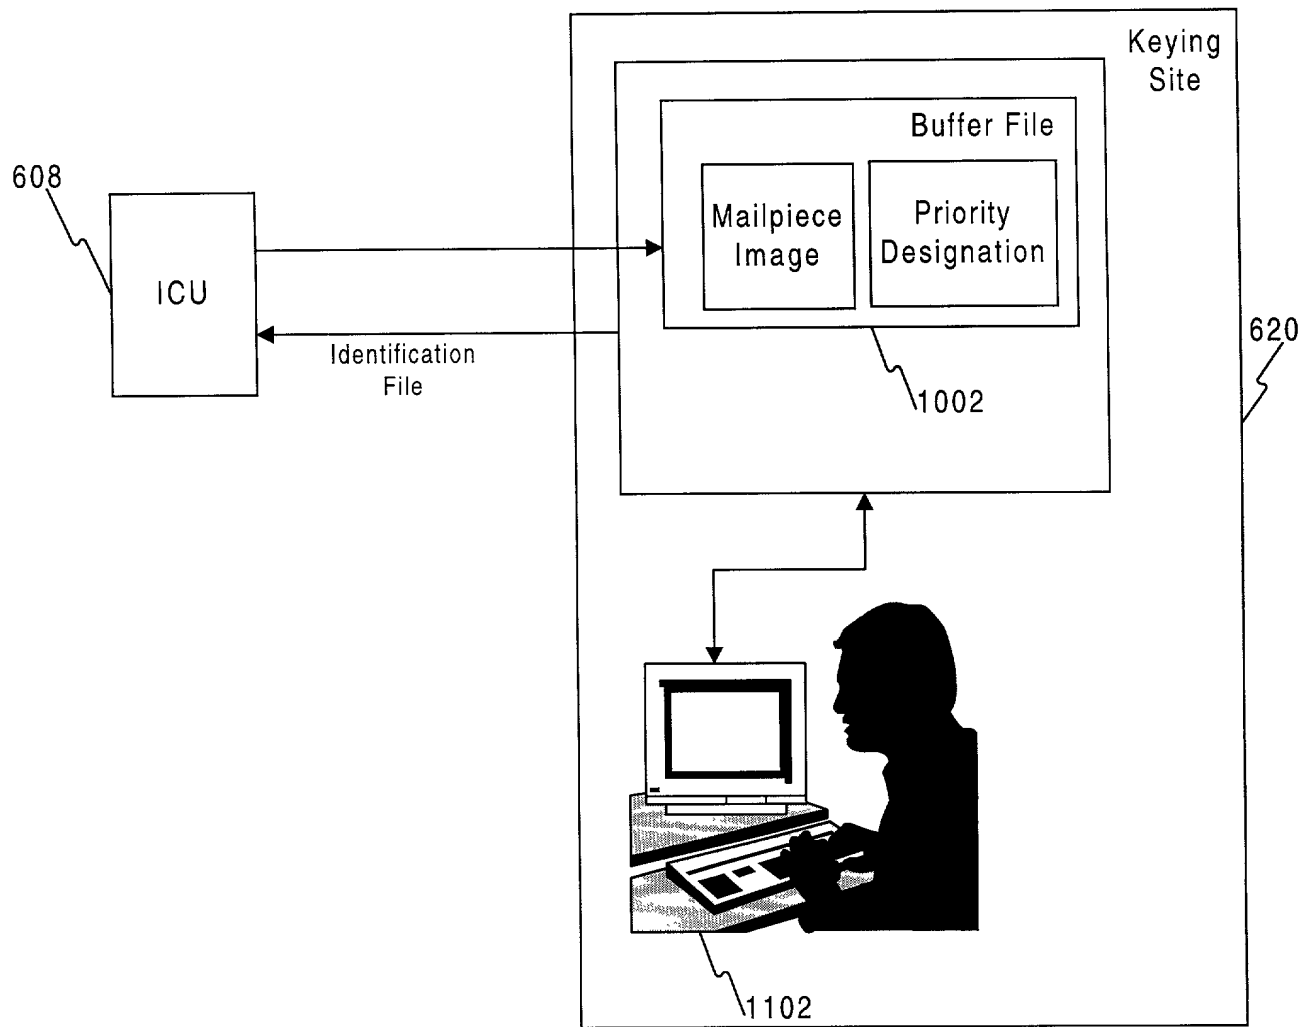 Keying
Site
Buffer File
608
Mailpiece
Image
Priority
Designation
ICU
620
Identification
File
1002
1102